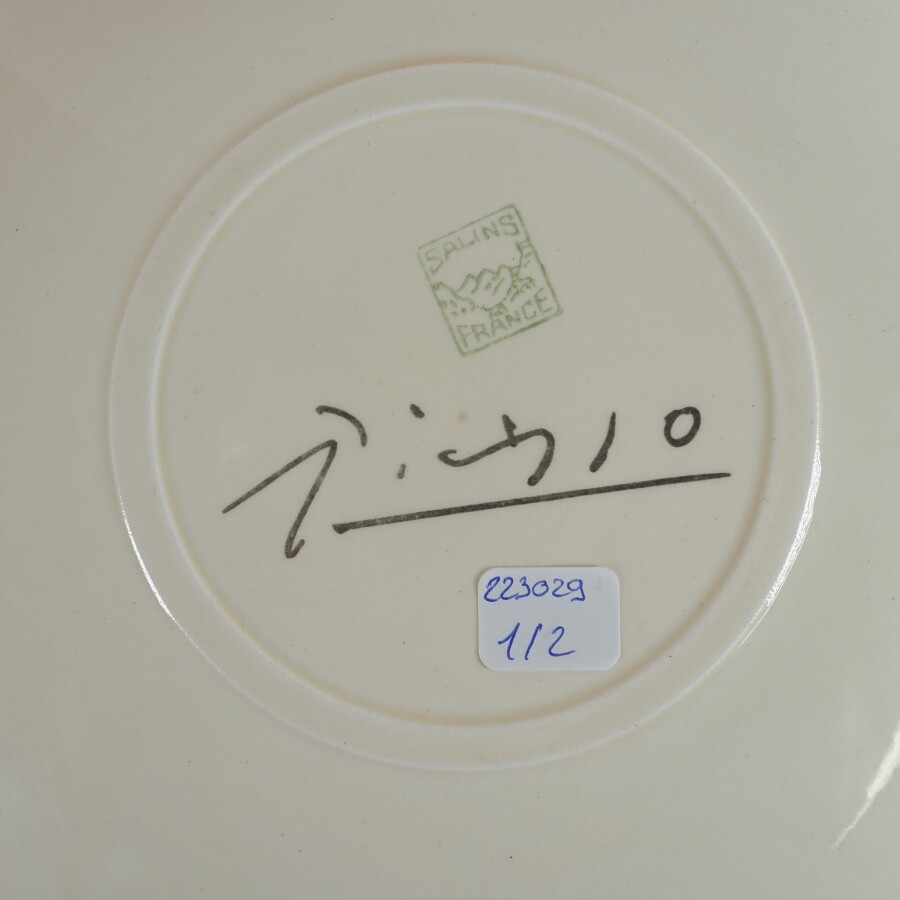 SALINS
FRANCE
Picasso
223029
1/2